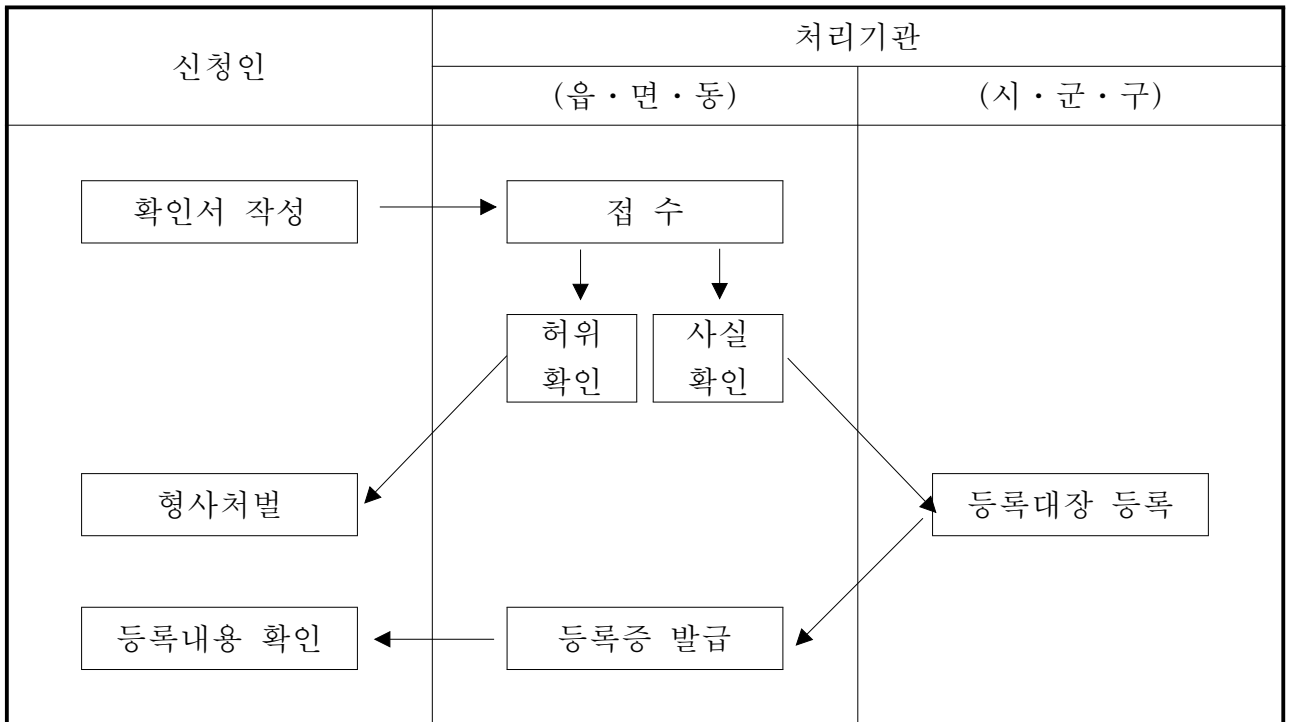 신청인
처리기관
(읍・면・동)
(시・군・구)
확인서 작성
접 수
허위
확인
사실
확인
형사처벌
등록대장 등록
등록내용 확인
등록증 발급